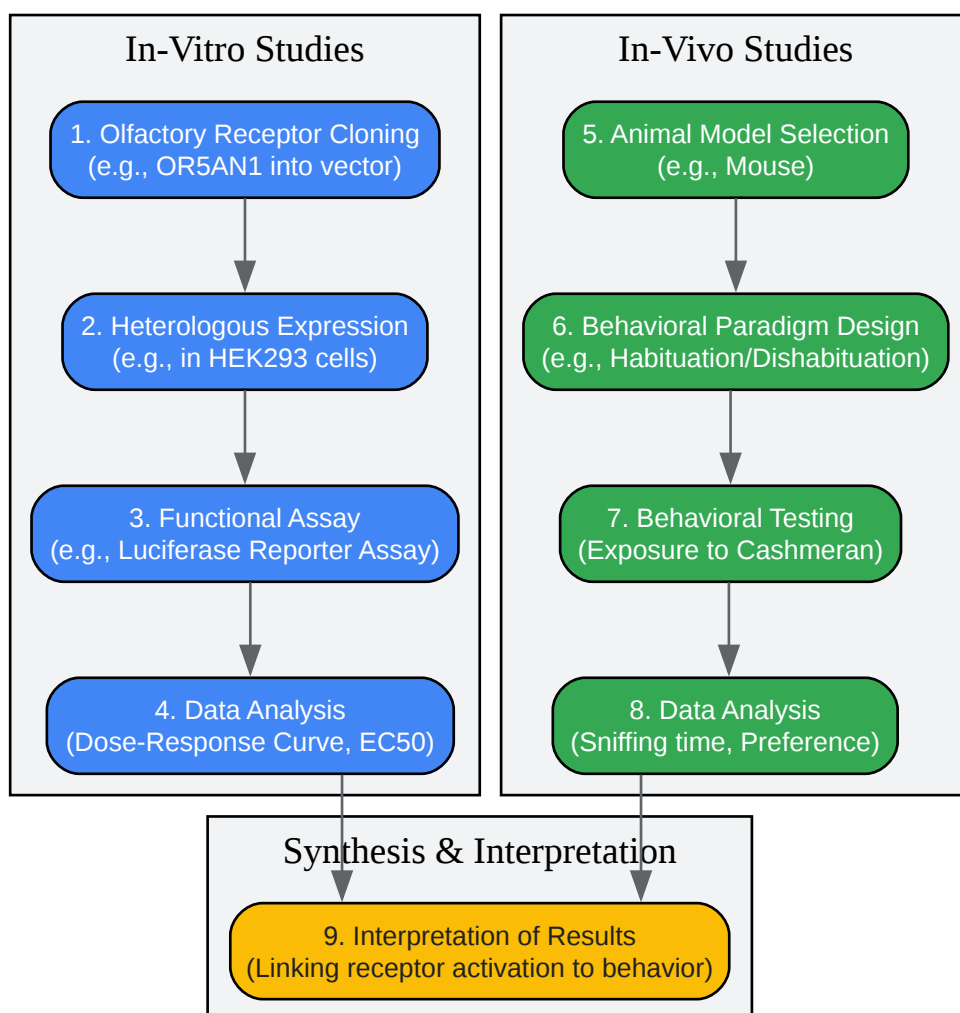 In-Vitro Studies
1. Olfactory Receptor Cloning
(e.g., OR5AN1 into vector)
2. Heterologous Expression
(e.g., in HEK293 cells)
3. Functional Assay
(e.g., Luciferase Reporter Assay)
4. Data Analysis
(Dose-Response Curve, EC50)
In-Vivo Studies
5. Animal Model Selection
(e.g., Mouse)
6. Behavioral Paradigm Design
(e.g., Habituation/Dishabituation)
7. Behavioral Testing
(Exposure to Cashmeran)
8. Data Analysis
(Sniffing time, Preference)
Synthesis & Interpretation
9. Interpretation of Results
(Linking receptor activation to behavior)